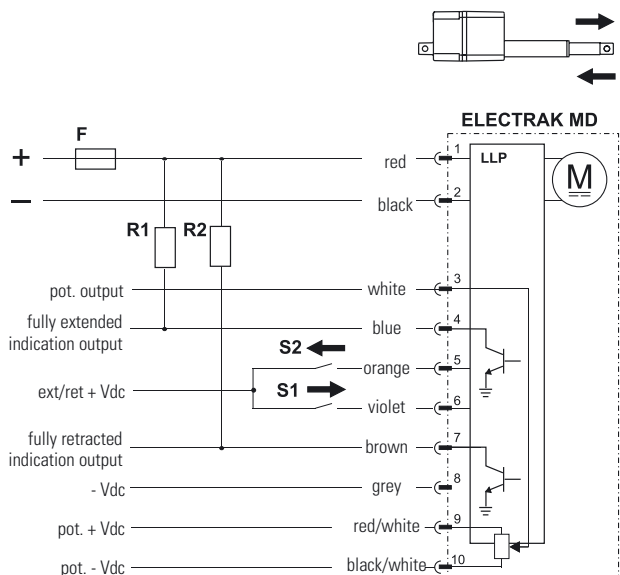 ELECTRAK MD
F
+ red 1 LLP M
− black 2
R1 R2
pot. output white 3
fully extended
indication output
blue 4
S2
orange 5
ext/ret + Vdc
S1
violet 6
fully retracted
indication output
brown 7
- Vdc grey 8
pot. + Vdc red/white 9
pot. - Vdc black/white 10